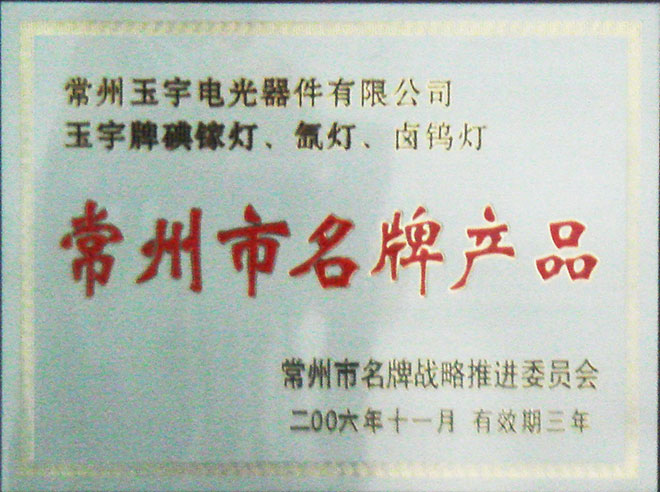 常州玉宇电光器件有限公司
玉宇牌碘镓灯、氙灯、卤钨灯
常州市名牌产品
常州市名牌战略推进委员会
二〇〇六年十一月 有效期三年